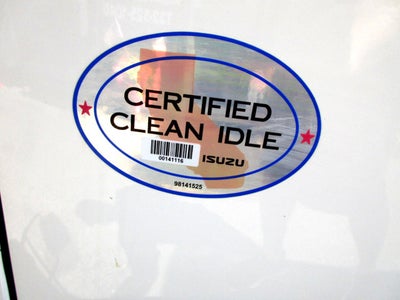 CERTIFIED
CLEAN IDLE
00141116
ISUZU
98141525